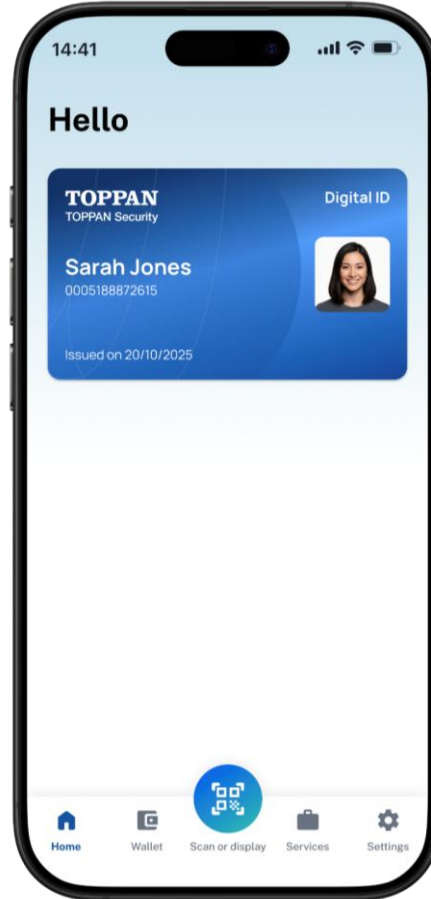 14:41
Hello
TOPPAN
TOPPAN Security
Digital ID
Sarah Jones
0005188872615
Issued on 20/10/2025
Home
Wallet
Scan or display
Services
Settings